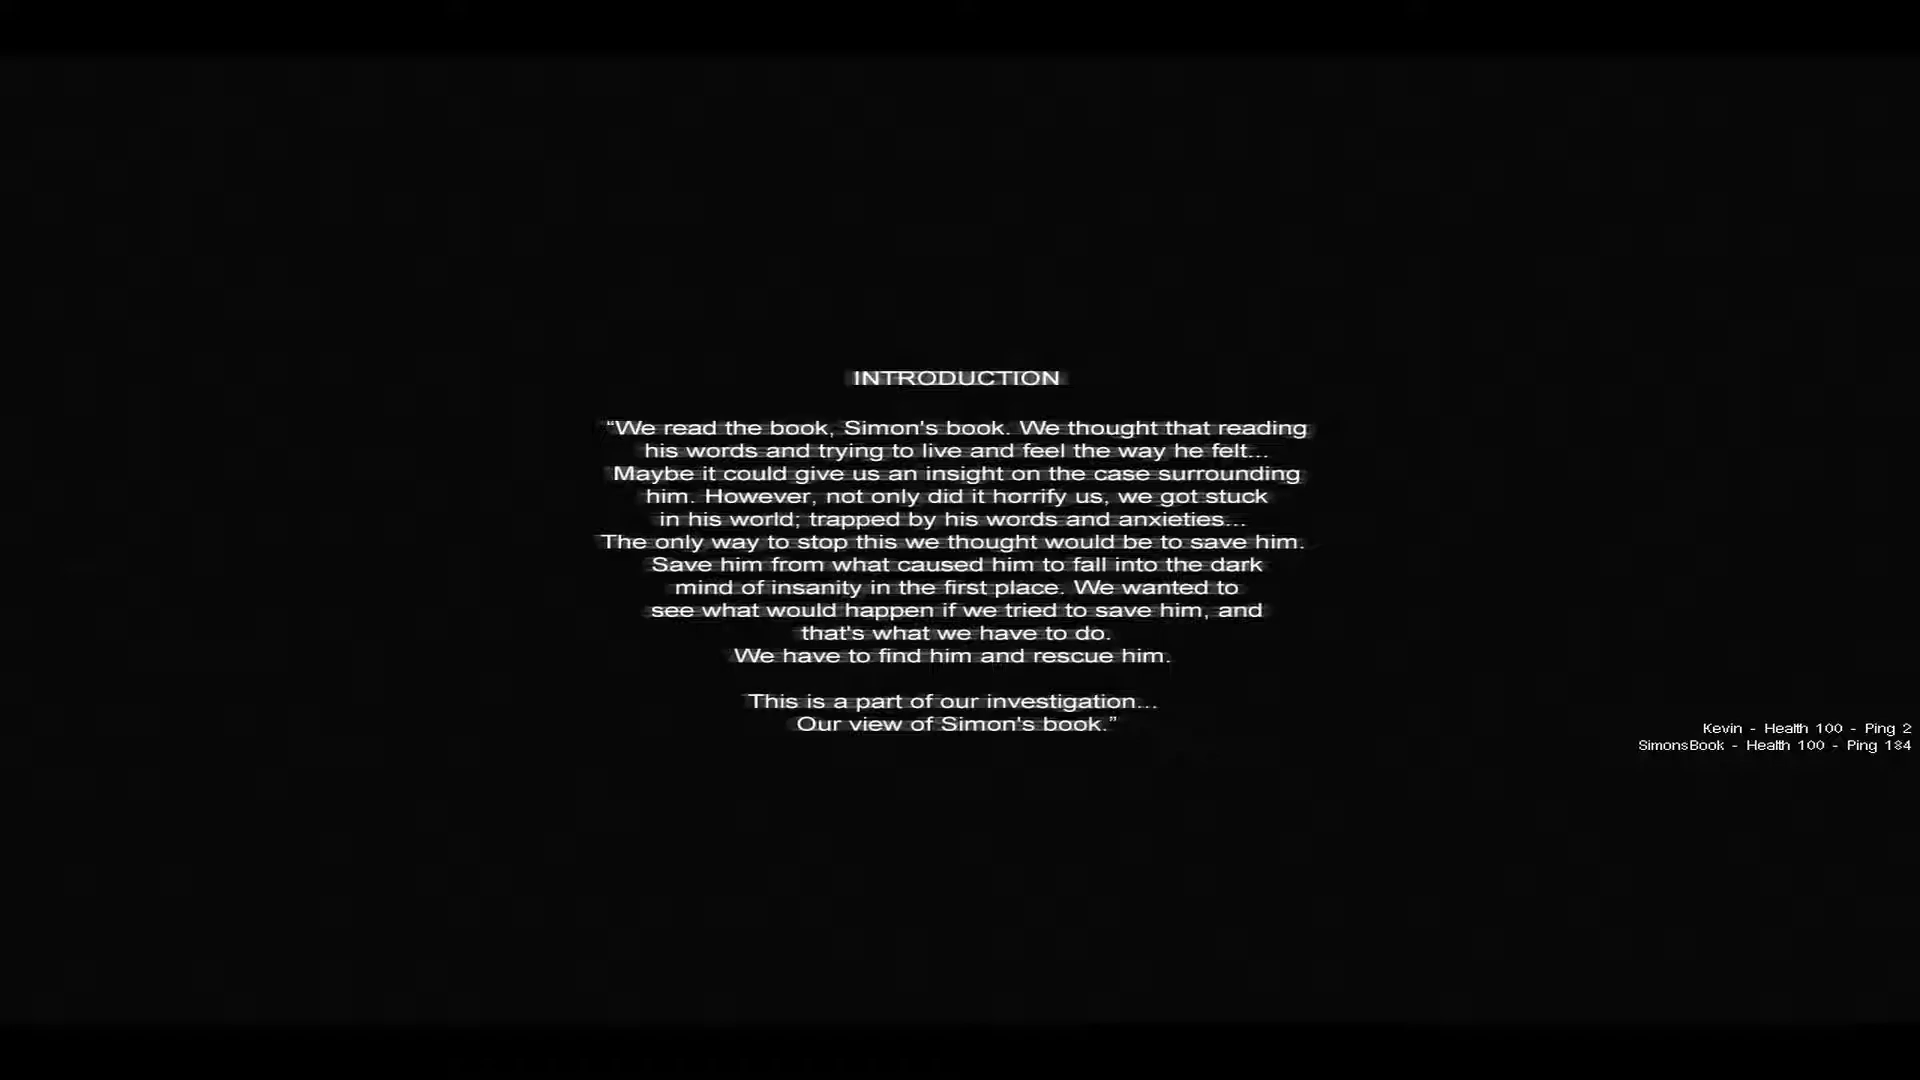 INTRODUCTION
“We read the book, Simon's book. We thought that reading
his words and trying to live and feel the way he felt...
Maybe it could give us an insight on the case surrounding
him. However, not only did it horrify us, we got stuck
in his world; trapped by his words and anxieties...
The only way to stop this we thought would be to save him.
Save him from what caused him to fall into the dark
mind of insanity in the first place. We wanted to
see what would happen if we tried to save him, and
that's what we have to do.
We have to find him and rescue him.
This is a part of our investigation...
Our view of Simon's book.”
Kevin - Health 100 - Ping 2
SimonsBook - Health 100 - Ping 184